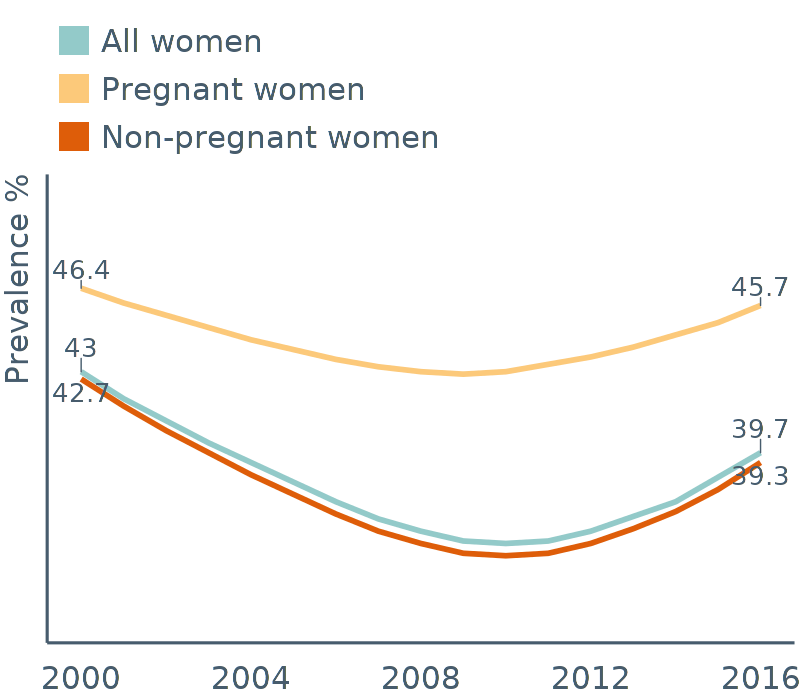 All women
Pregnant women
Non-pregnant women
Prevalence %
46.4
45.7
43
42.7
39.7
39.3
2000 2004 2008 2012 2016